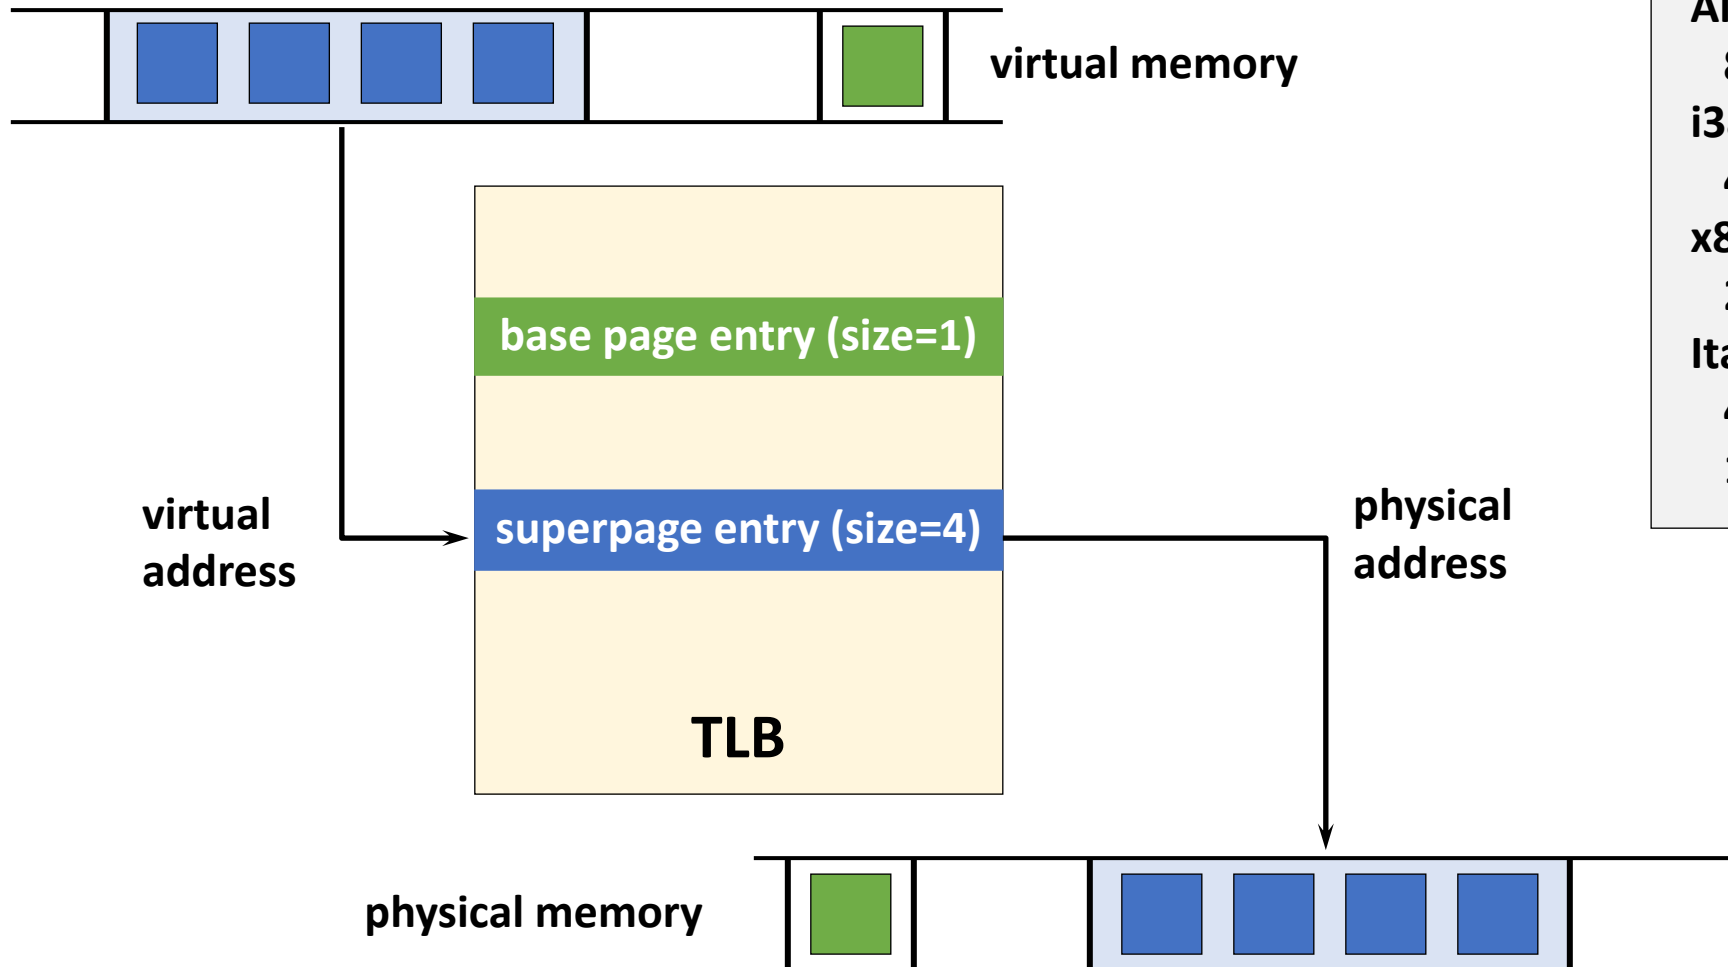 virtual memory
base page entry (size=1)
superpage entry (size=4)
virtual
address
physical
address
TLB
physical memory